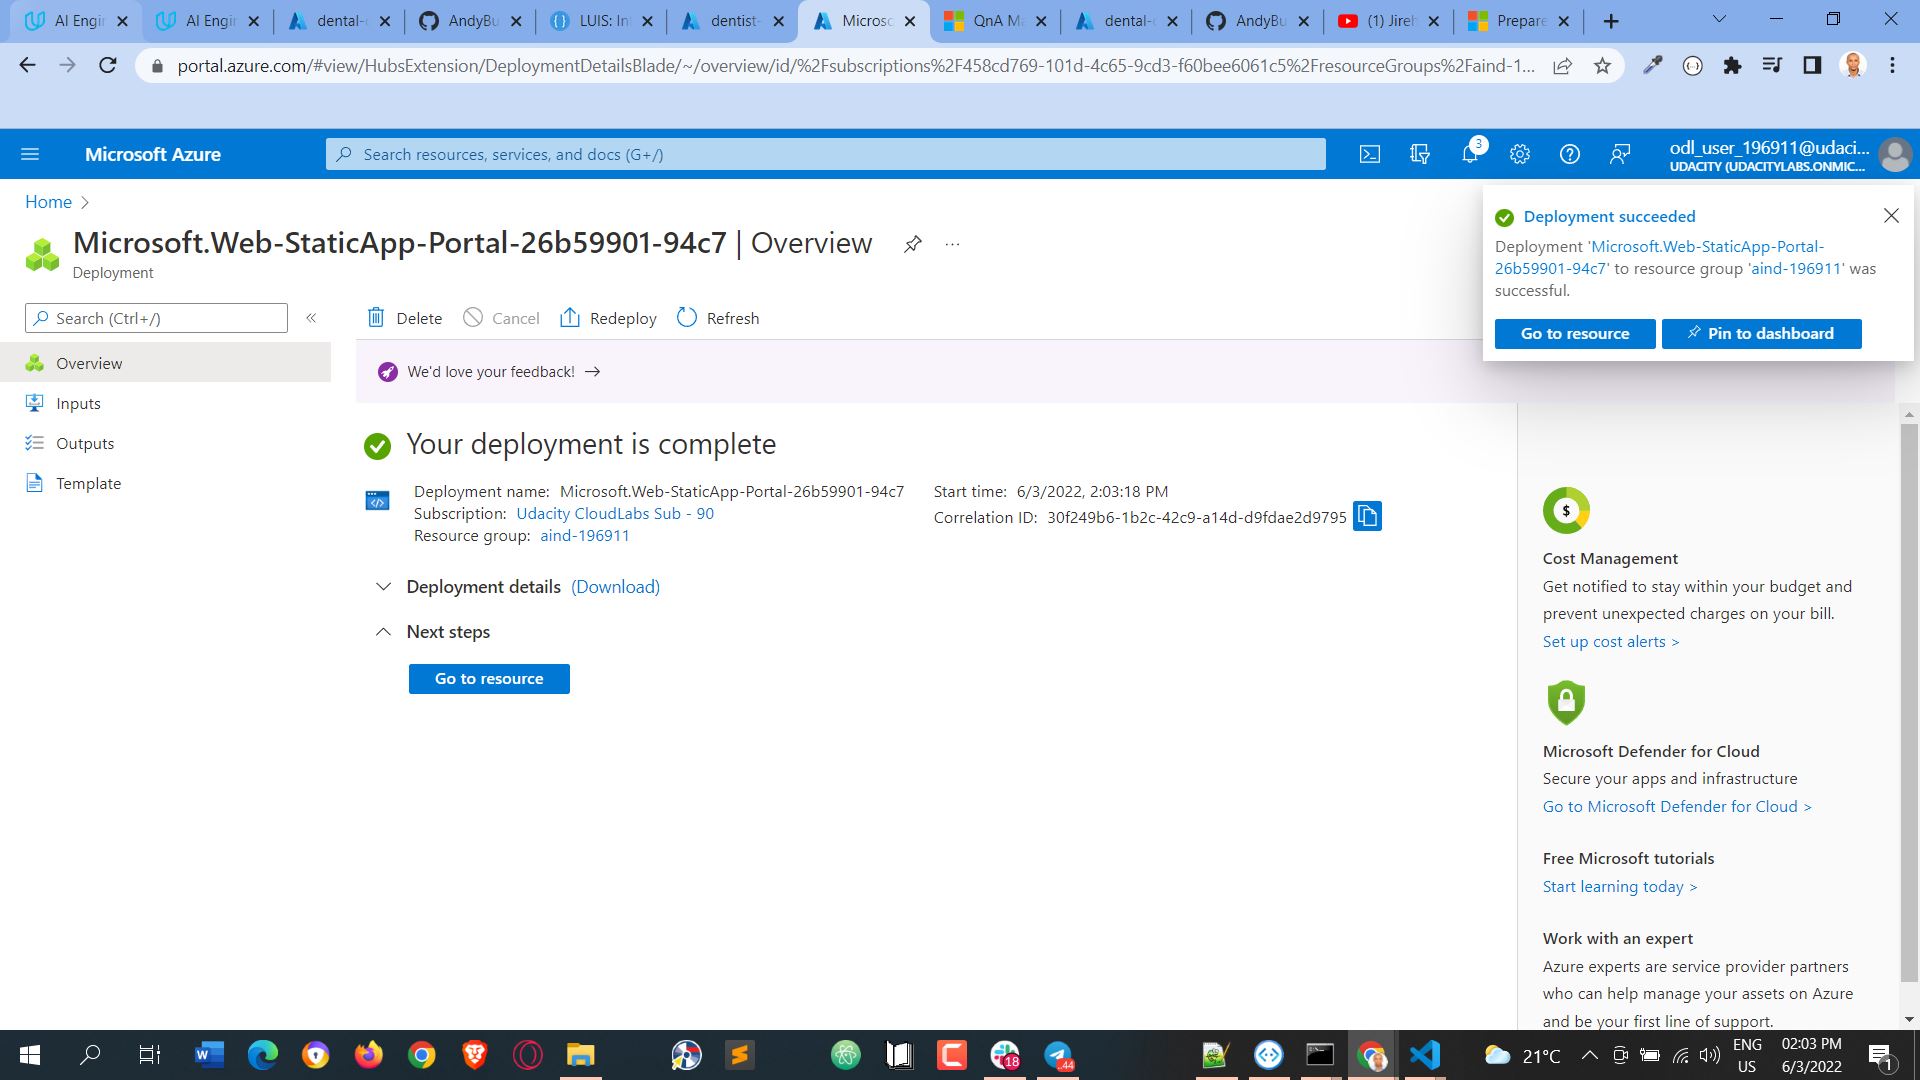 AI Engin
AI Engin
dental-c
AndyBu
LUIS: Int
dentist-
Microso
QnA Ma
dental-c
AndyBu
(1) Jireh
Prepare
portal.azure.com/#view/HubsExtension/DeploymentDetailsBlade/~/overview/id/%2Fsubscriptions%2F458cd769-101d-4c65-9cd3-f60bee6061c5%2FresourceGroups%2Faind-1...
Microsoft Azure
Search resources, services, and docs (G+/)
3
odl_user_196911@udaci...
UDACITY (UDACITYLABS.ONMIC...
Home
Microsoft.Web-StaticApp-Portal-26b59901-94c7 | Overview
Deployment
Deployment succeeded
Deployment 'Microsoft.Web-StaticApp-Portal-
26b59901-94c7' to resource group 'aind-196911' was
successful.
Go to resource
Pin to dashboard
Search (Ctrl+/)
Delete
Cancel
Redeploy
Refresh
Overview
Inputs
Outputs
Template
We'd love your feedback!
Your deployment is complete
Deployment name: Microsoft.Web-StaticApp-Portal-26b59901-94c7
Subscription: Udacity CloudLabs Sub - 90
Resource group: aind-196911
Start time: 6/3/2022, 2:03:18 PM
Correlation ID: 30f249b6-1b2c-42c9-a14d-d9fdae2d9795
Deployment details (Download)
Next steps
Go to resource
Cost Management
Get notified to stay within your budget and
prevent unexpected charges on your bill.
Set up cost alerts >
Microsoft Defender for Cloud
Secure your apps and infrastructure
Go to Microsoft Defender for Cloud >
Free Microsoft tutorials
Start learning today >
Work with an expert
Azure experts are service provider partners
who can help manage your assets on Azure
and be your first line of support.
18
44
21°C
ENG
US
02:03 PM
6/3/2022
1